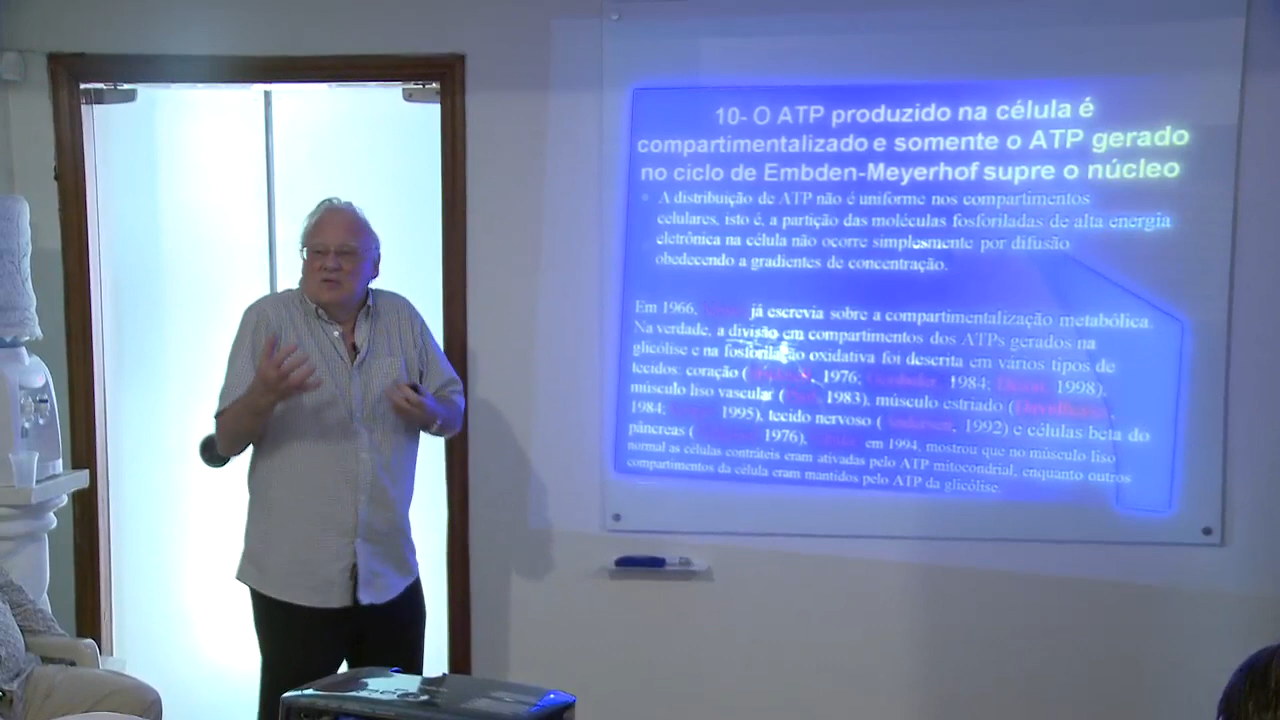 10- O ATP produzido na célula é
compartimentalizado e somente o ATP gerado
no ciclo de Embden-Meyerhof supre o núcleo
A distribuição de ATP não é uniforme nos compartimentos
celulares, isto é, a partição das moléculas fosforiladas de alta energia
eletrônica na célula não ocorre simplesmente por difusão
obedecendo a gradientes de concentração.
Em 1966, já escrevia sobre a compartimentalização metabólica.
Na verdade, a divisão em compartimentos dos ATPs gerados na
glicólise e na fosforilação oxidativa foi descrita em vários tipos de
tecidos: coração ( 1976; 1984; 1998),
músculo liso vascular ( 1983), músculo estriado (
1984; 1995), tecido nervoso ( , 1992) e células beta do
pâncreas ( 1976), em 1994, mostrou que no músculo liso
normal as células contráteis eram ativadas pelo ATP mitocondrial, enquanto outros
compartimentos da célula eram mantidos pelo ATP da glicólise.